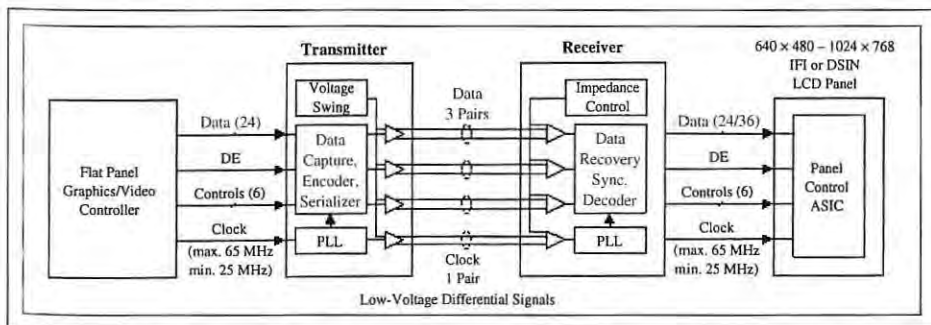 Transmitter
Receiver
640 × 480 – 1024 × 768
IFI or DSIN
LCD Panel
Voltage
Swing
Data
3 Pairs
Impedance
Control
Flat Panel
Graphics/Video
Controller
Data (24)
DE
Controls (6)
Clock
(max. 65 MHz
min. 25 MHz)
Data
Capture,
Encoder,
Serializer
PLL
Clock
1 Pair
Data
Recovery
Sync.
Decoder
PLL
Data (24/36)
DE
Controls (6)
Clock
(max. 65 MHz
min. 25 MHz)
Panel
Control
ASIC
Low-Voltage Differential Signals